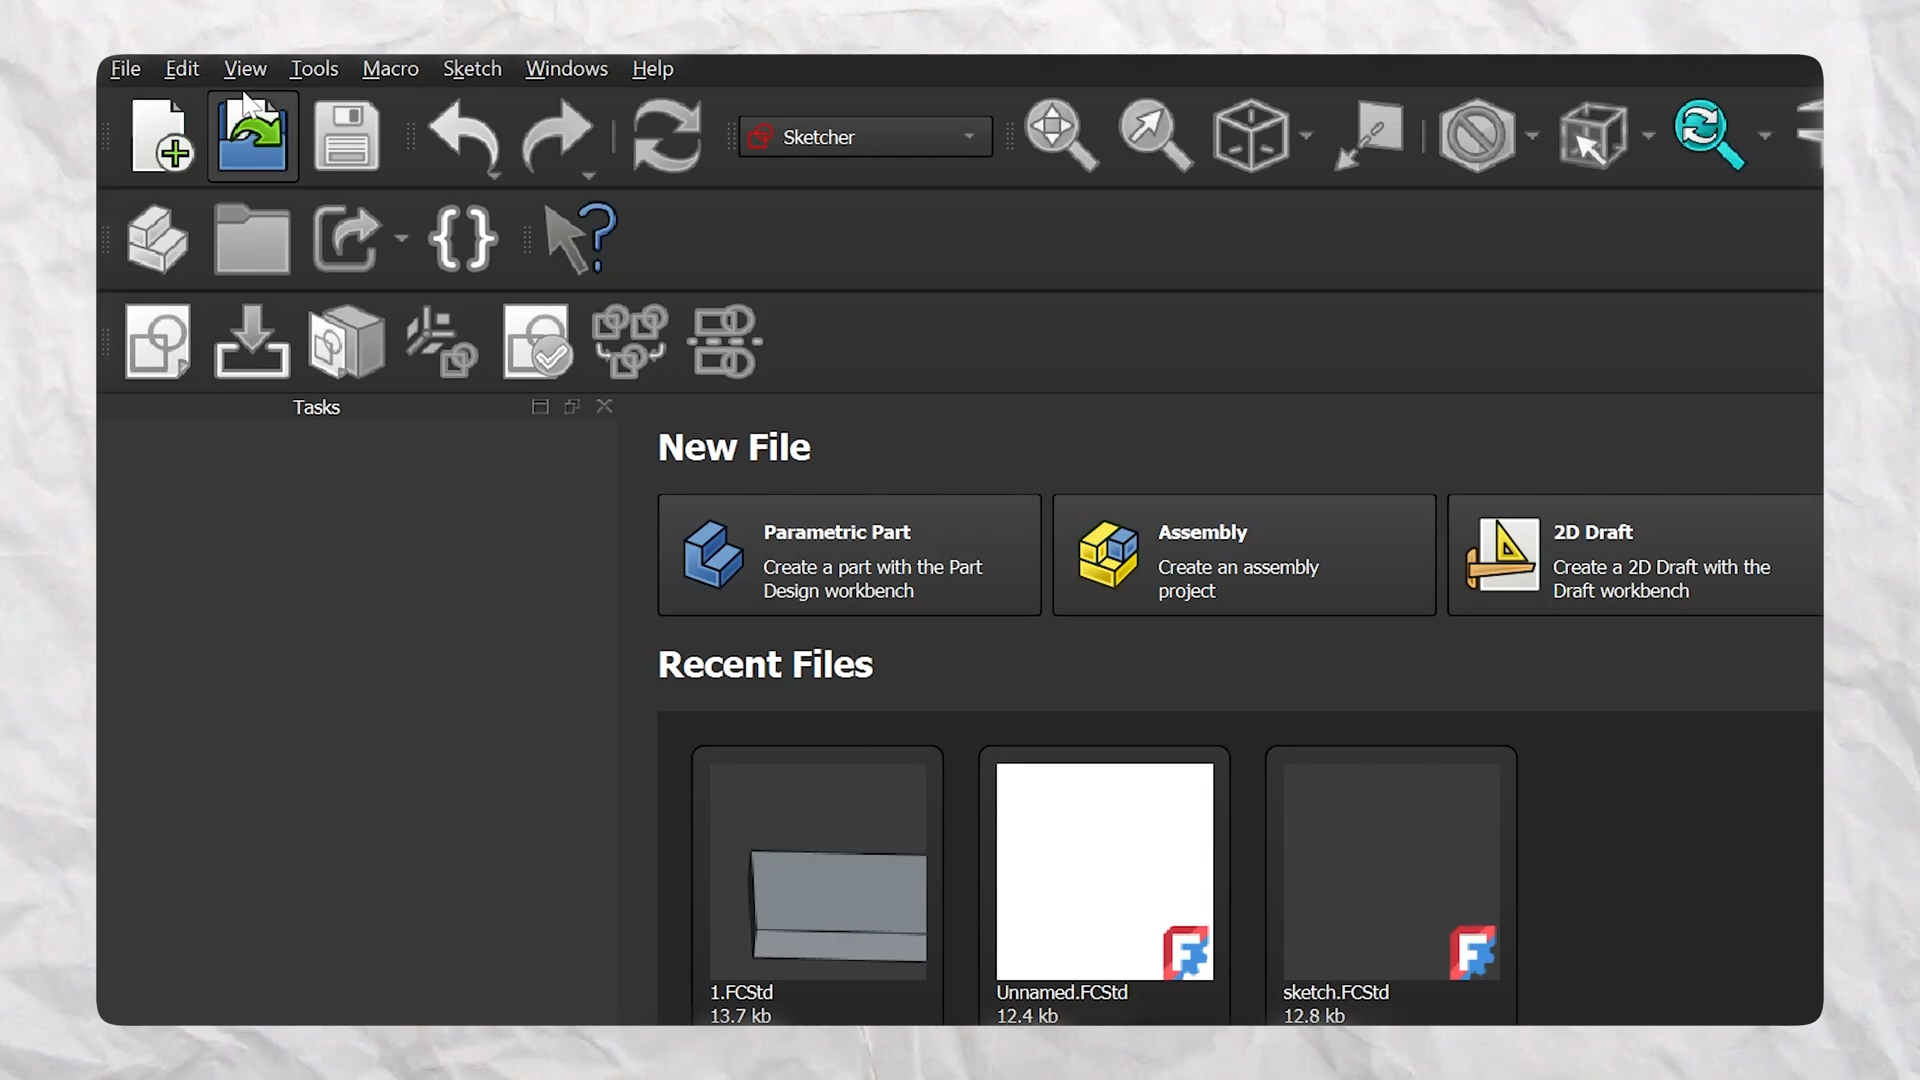 File Edit View Tools Macro Sketch Windows Help
Sketcher
Tasks
New File
Parametric Part
Create a part with the Part
Design workbench
Assembly
Create an assembly
project
2D Draft
Create a 2D Draft with the
Draft workbench
Recent Files
1.FCStd
13.7 kb
Unnamed.FCStd
12.4 kb
sketch.FCStd
12.8 kb